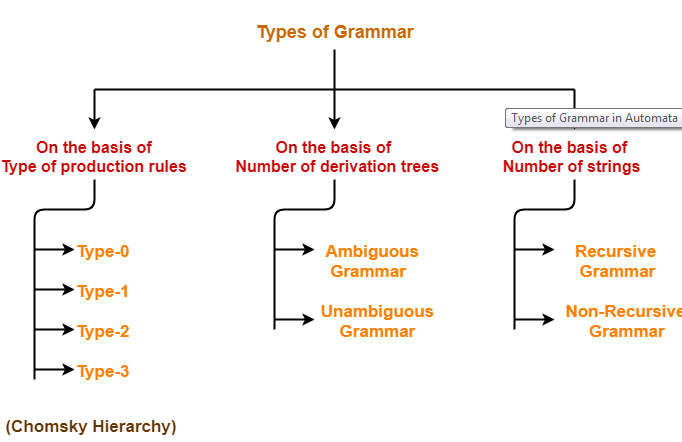 Types of Grammar
Types of Grammar in Automata
On the basis of
Type of production rules
On the basis of
Number of derivation trees
On the basis of
Number of strings
Type-0
Type-1
Type-2
Type-3
Ambiguous
Grammar
Unambiguous
Grammar
Recursive
Grammar
Non-Recursive
Grammar
(Chomsky Hierarchy)